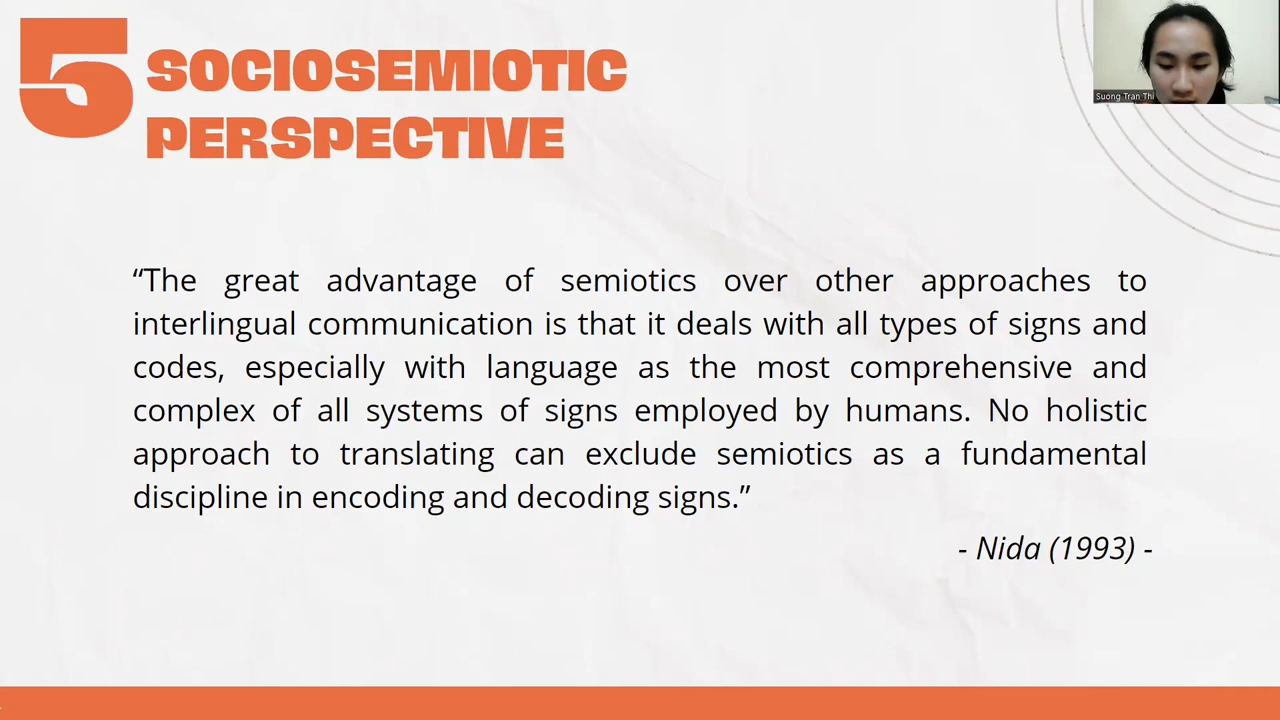 5
SOCIOSEMIOTIC
PERSPECTIVE
Suong Tran Thi
“The great advantage of semiotics over other approaches to
interlingual communication is that it deals with all types of signs and
codes, especially with language as the most comprehensive and
complex of all systems of signs employed by humans. No holistic
approach to translating can exclude semiotics as a fundamental
discipline in encoding and decoding signs.”
- Nida (1993) -